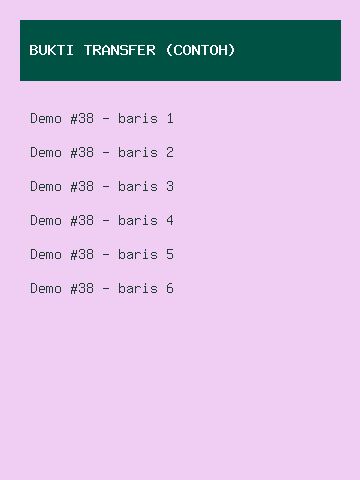 BUKTI TRANSFER (CONTOH)
Demo #38 - baris 1
Demo #38 - baris 2
Demo #38 - baris 3
Demo #38 - baris 4
Demo #38 - baris 5
Demo #38 - baris 6